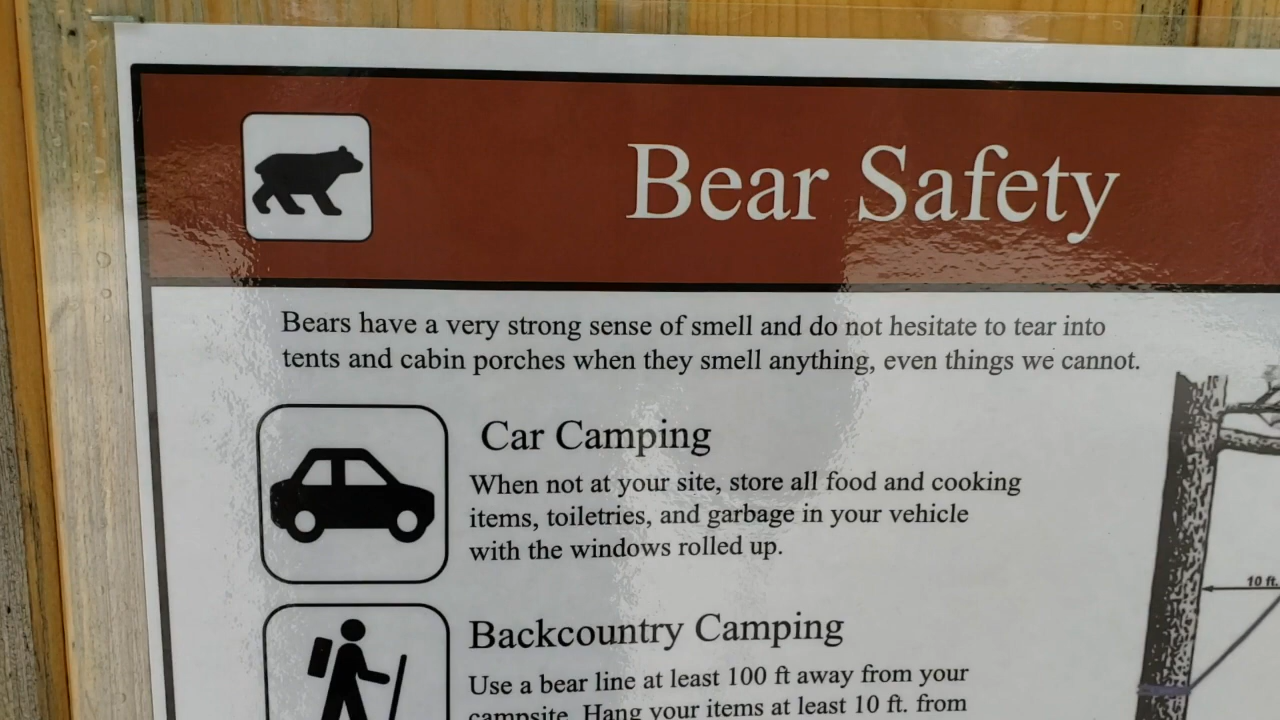 Bear Safety
Bears have a very strong sense of smell and do not hesitate to tear into
tents and cabin porches when they smell anything, even things we cannot.
Car Camping
When not at your site, store all food and cooking
items, toiletries, and garbage in your vehicle
with the windows rolled up.
10 ft.
Backcountry Camping
Use a bear line at least 100 ft away from your
campsite. Hang your items at least 10 ft. from